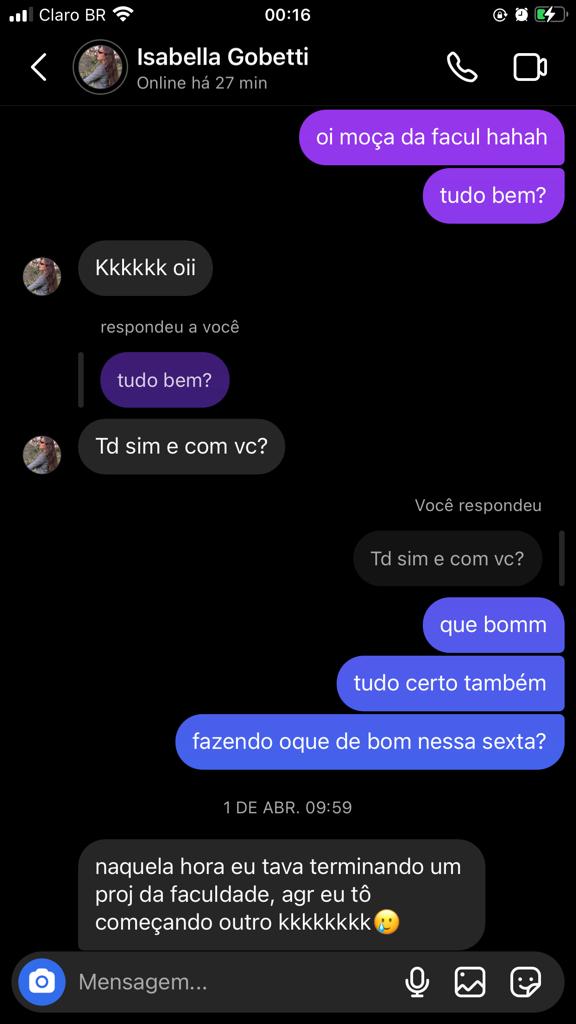 Claro BR 00:16
Isabella Gobetti
Online há 27 min
oi moça da facul hahah
tudo bem?
Kkkkkk oii
respondeu a você
tudo bem?
Td sim e com vc?
Você respondeu
Td sim e com vc?
que bomm
tudo certo também
fazendo oque de bom nessa sexta?
1 DE ABR. 09:59
naquela hora eu tava terminando um
proj da faculdade, agr eu tô
começando outro kkkkkkkk🥲
Mensagem...